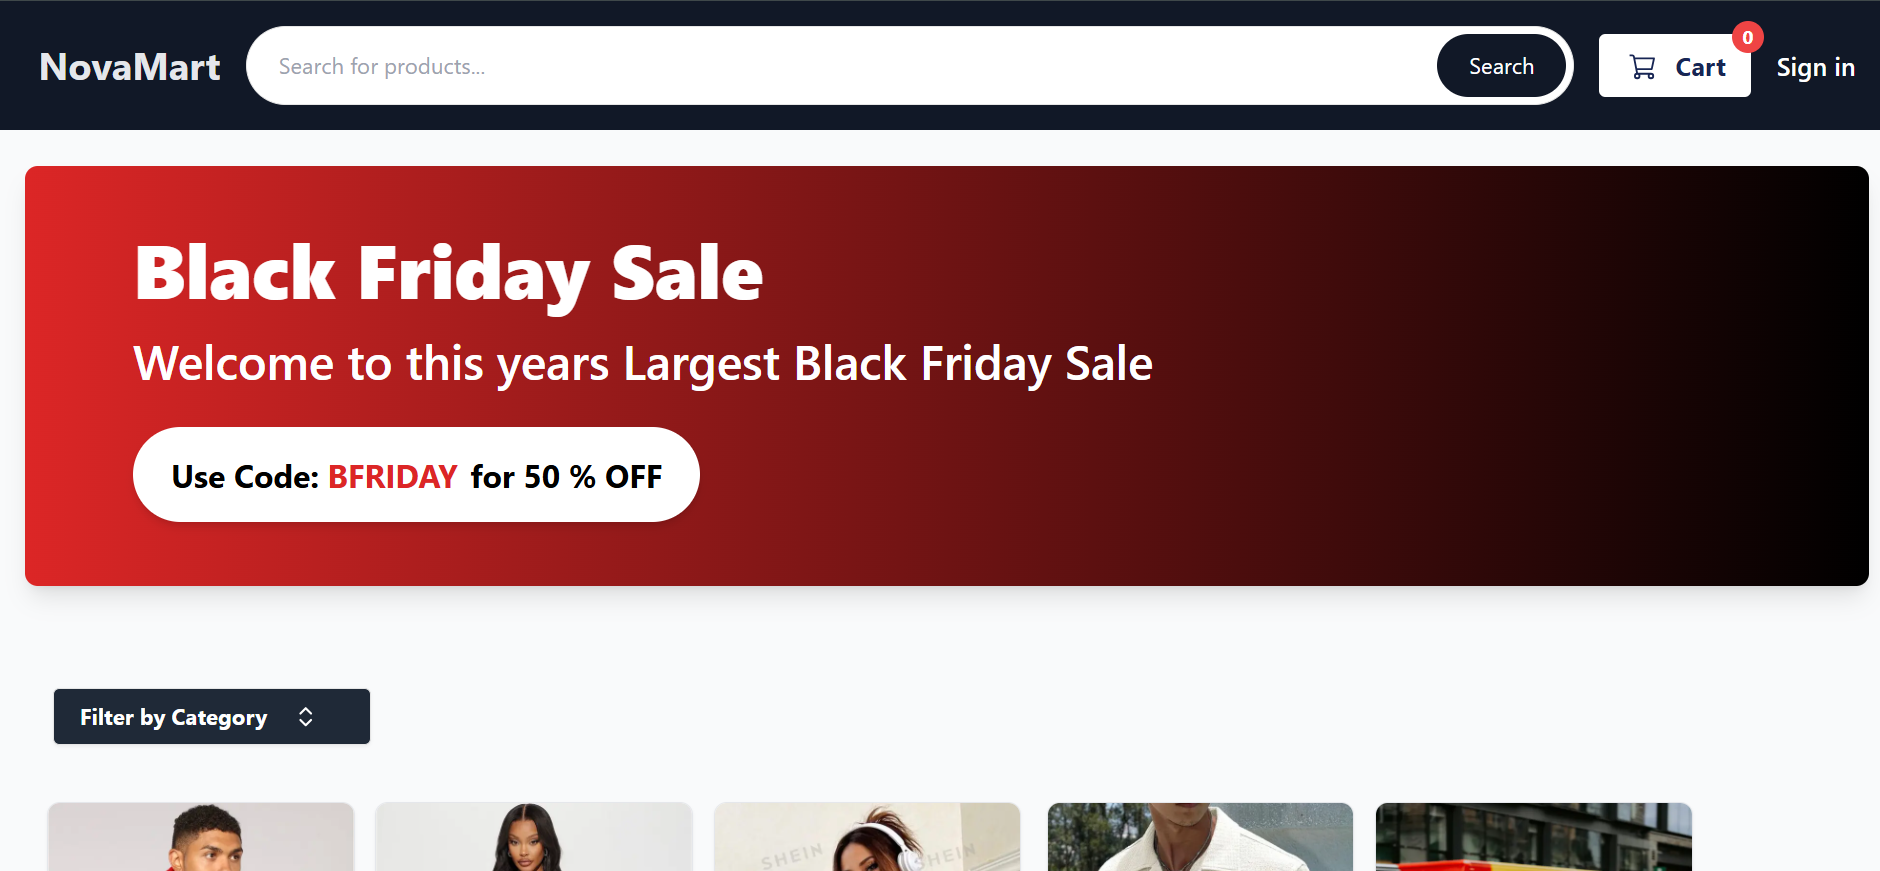 NovaMart
Search for products...
Search
Cart
0
Sign in
Black Friday Sale
Welcome to this years Largest Black Friday Sale
Use Code: BFRIDAY for 50 % OFF
Filter by Category
SHEIN
SHEIN